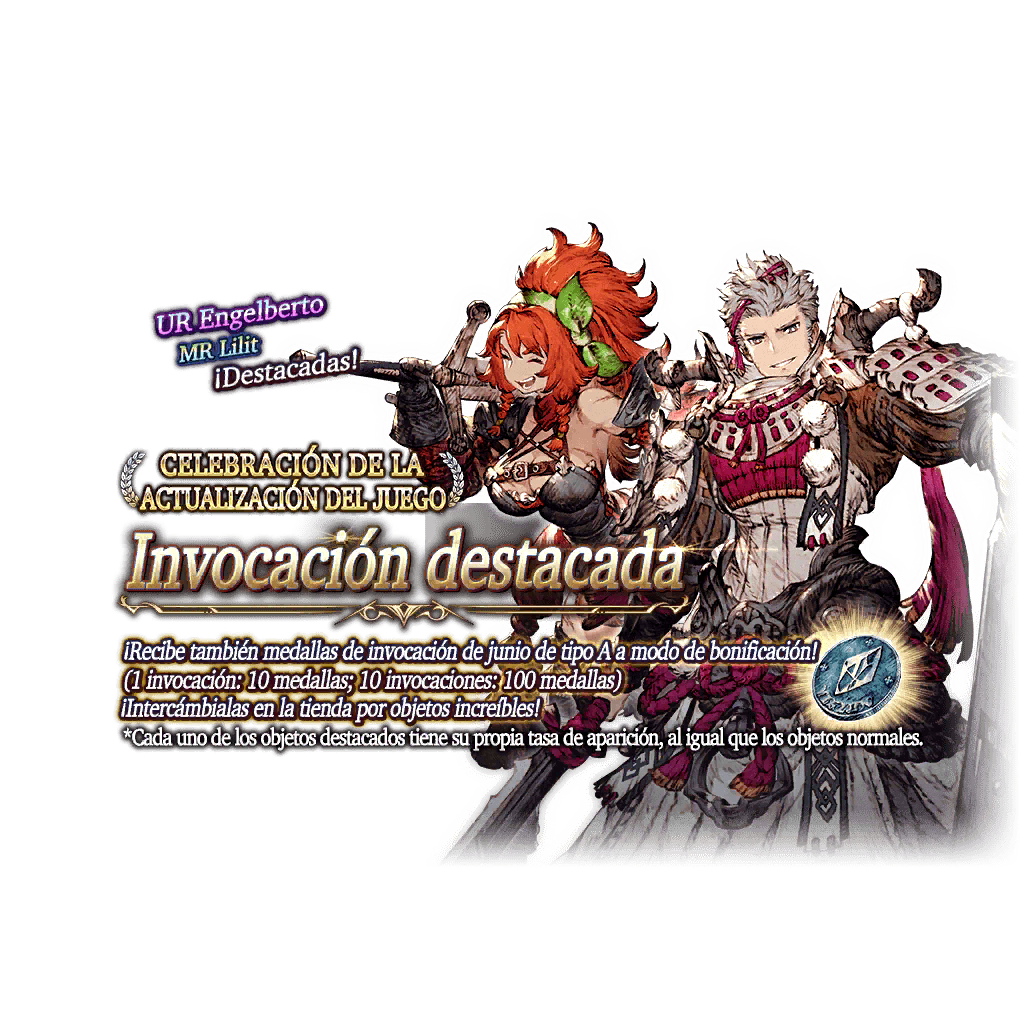 UR Engelberto
MR Lilit
¡Destacadas!
CELEBRACIÓN DE LA
ACTUALIZACIÓN DEL JUEGO
Invocación destacada
¡Recibe también medallas de invocación de junio de tipo A a modo de bonificación!
(1 invocación: 10 medallas; 10 invocaciones: 100 medallas)
¡Intercámbialas en la tienda por objetos increíbles!
*Cada uno de los objetos destacados tiene su propia tasa de aparición, al igual que los objetos normales.